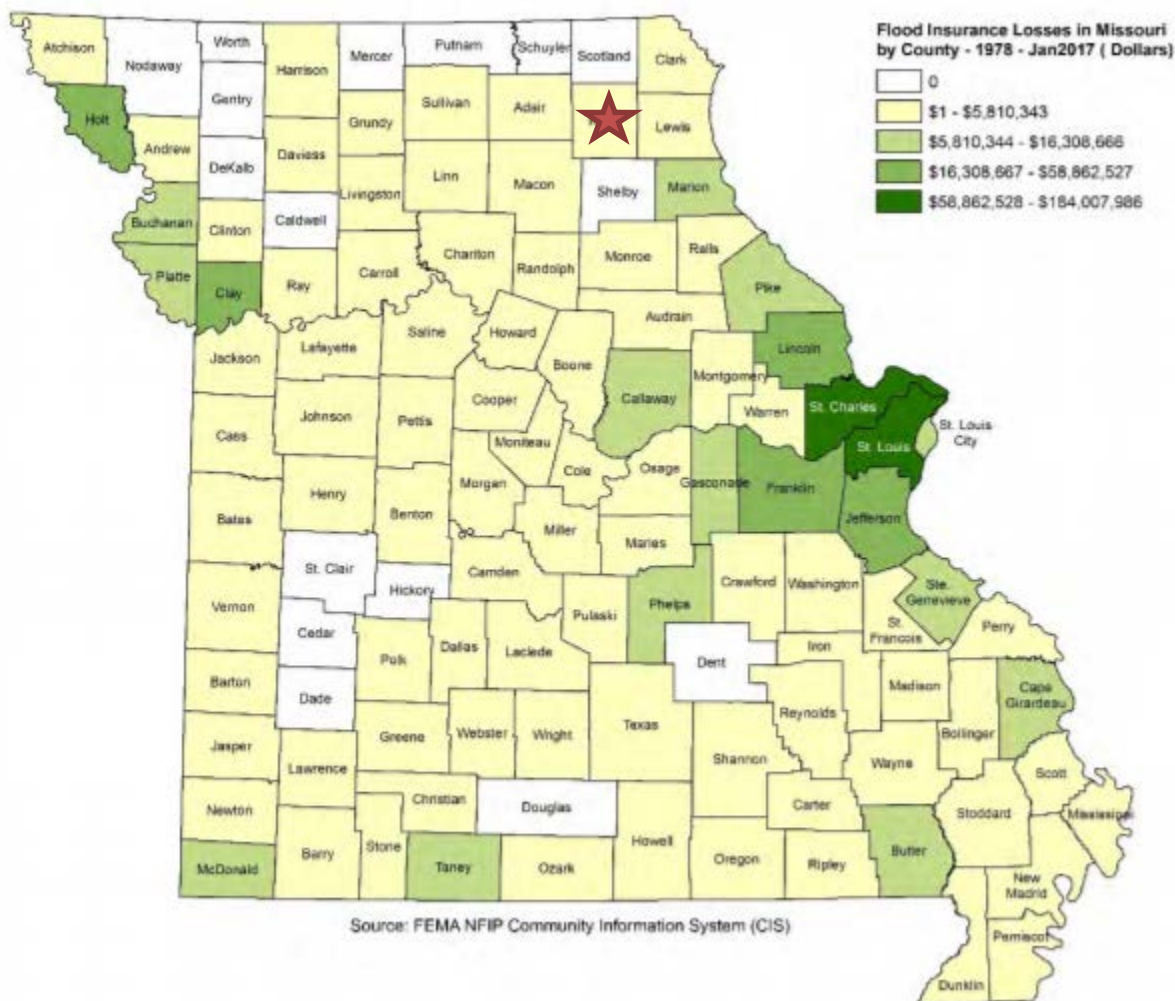 Flood Insurance Losses in Missouri
by County - 1978 - Jan2017 ( Dollars)
0
$1 - $5,810,343
$5,810,344 - $16,308,666
$16,308,667 - $58,862,527
$58,862,528 - $184,007,986
Atchison
Nodaway
Worth
Gentry
Harrison
Mercer
Putnam
Schuyler
Scotland
Clark
Holt
Andrew
DeKalb
Daviess
Grundy
Sullivan
Adair
Lewis
Buchanan
Clinton
Caldwell
Livingston
Linn
Macon
Shelby
Marion
Platte
Clay
Ray
Carroll
Chariton
Randolph
Monroe
Ralls
Pike
Jackson
Lafayette
Saline
Howard
Boone
Audrain
Callaway
Montgomery
Lincoln
Warren
St. Charles
St. Louis
St. Louis
City
Cass
Johnson
Pettis
Cooper
Moniteau
Cole
Osage
Gasconade
Franklin
Jefferson
Bates
Henry
Benton
Morgan
Miller
Maries
Vernon
St. Clair
Hickory
Camden
Pulaski
Phelps
Crawford
Washington
Ste.
Genevieve
St.
Francois
Perry
Cedar
Polk
Dallas
Laclede
Dent
Iron
Madison
Cape
Girardeau
Barton
Dade
Greene
Webster
Wright
Texas
Shannon
Reynolds
Wayne
Bollinger
Scott
Jasper
Lawrence
Christian
Douglas
Howell
Carter
Butler
Stoddard
Mississippi
Newton
McDonald
Barry
Stone
Taney
Ozark
Oregon
Ripley
New
Madrid
Pemiscot
Dunklin
Source: FEMA NFIP Community Information System (CIS)